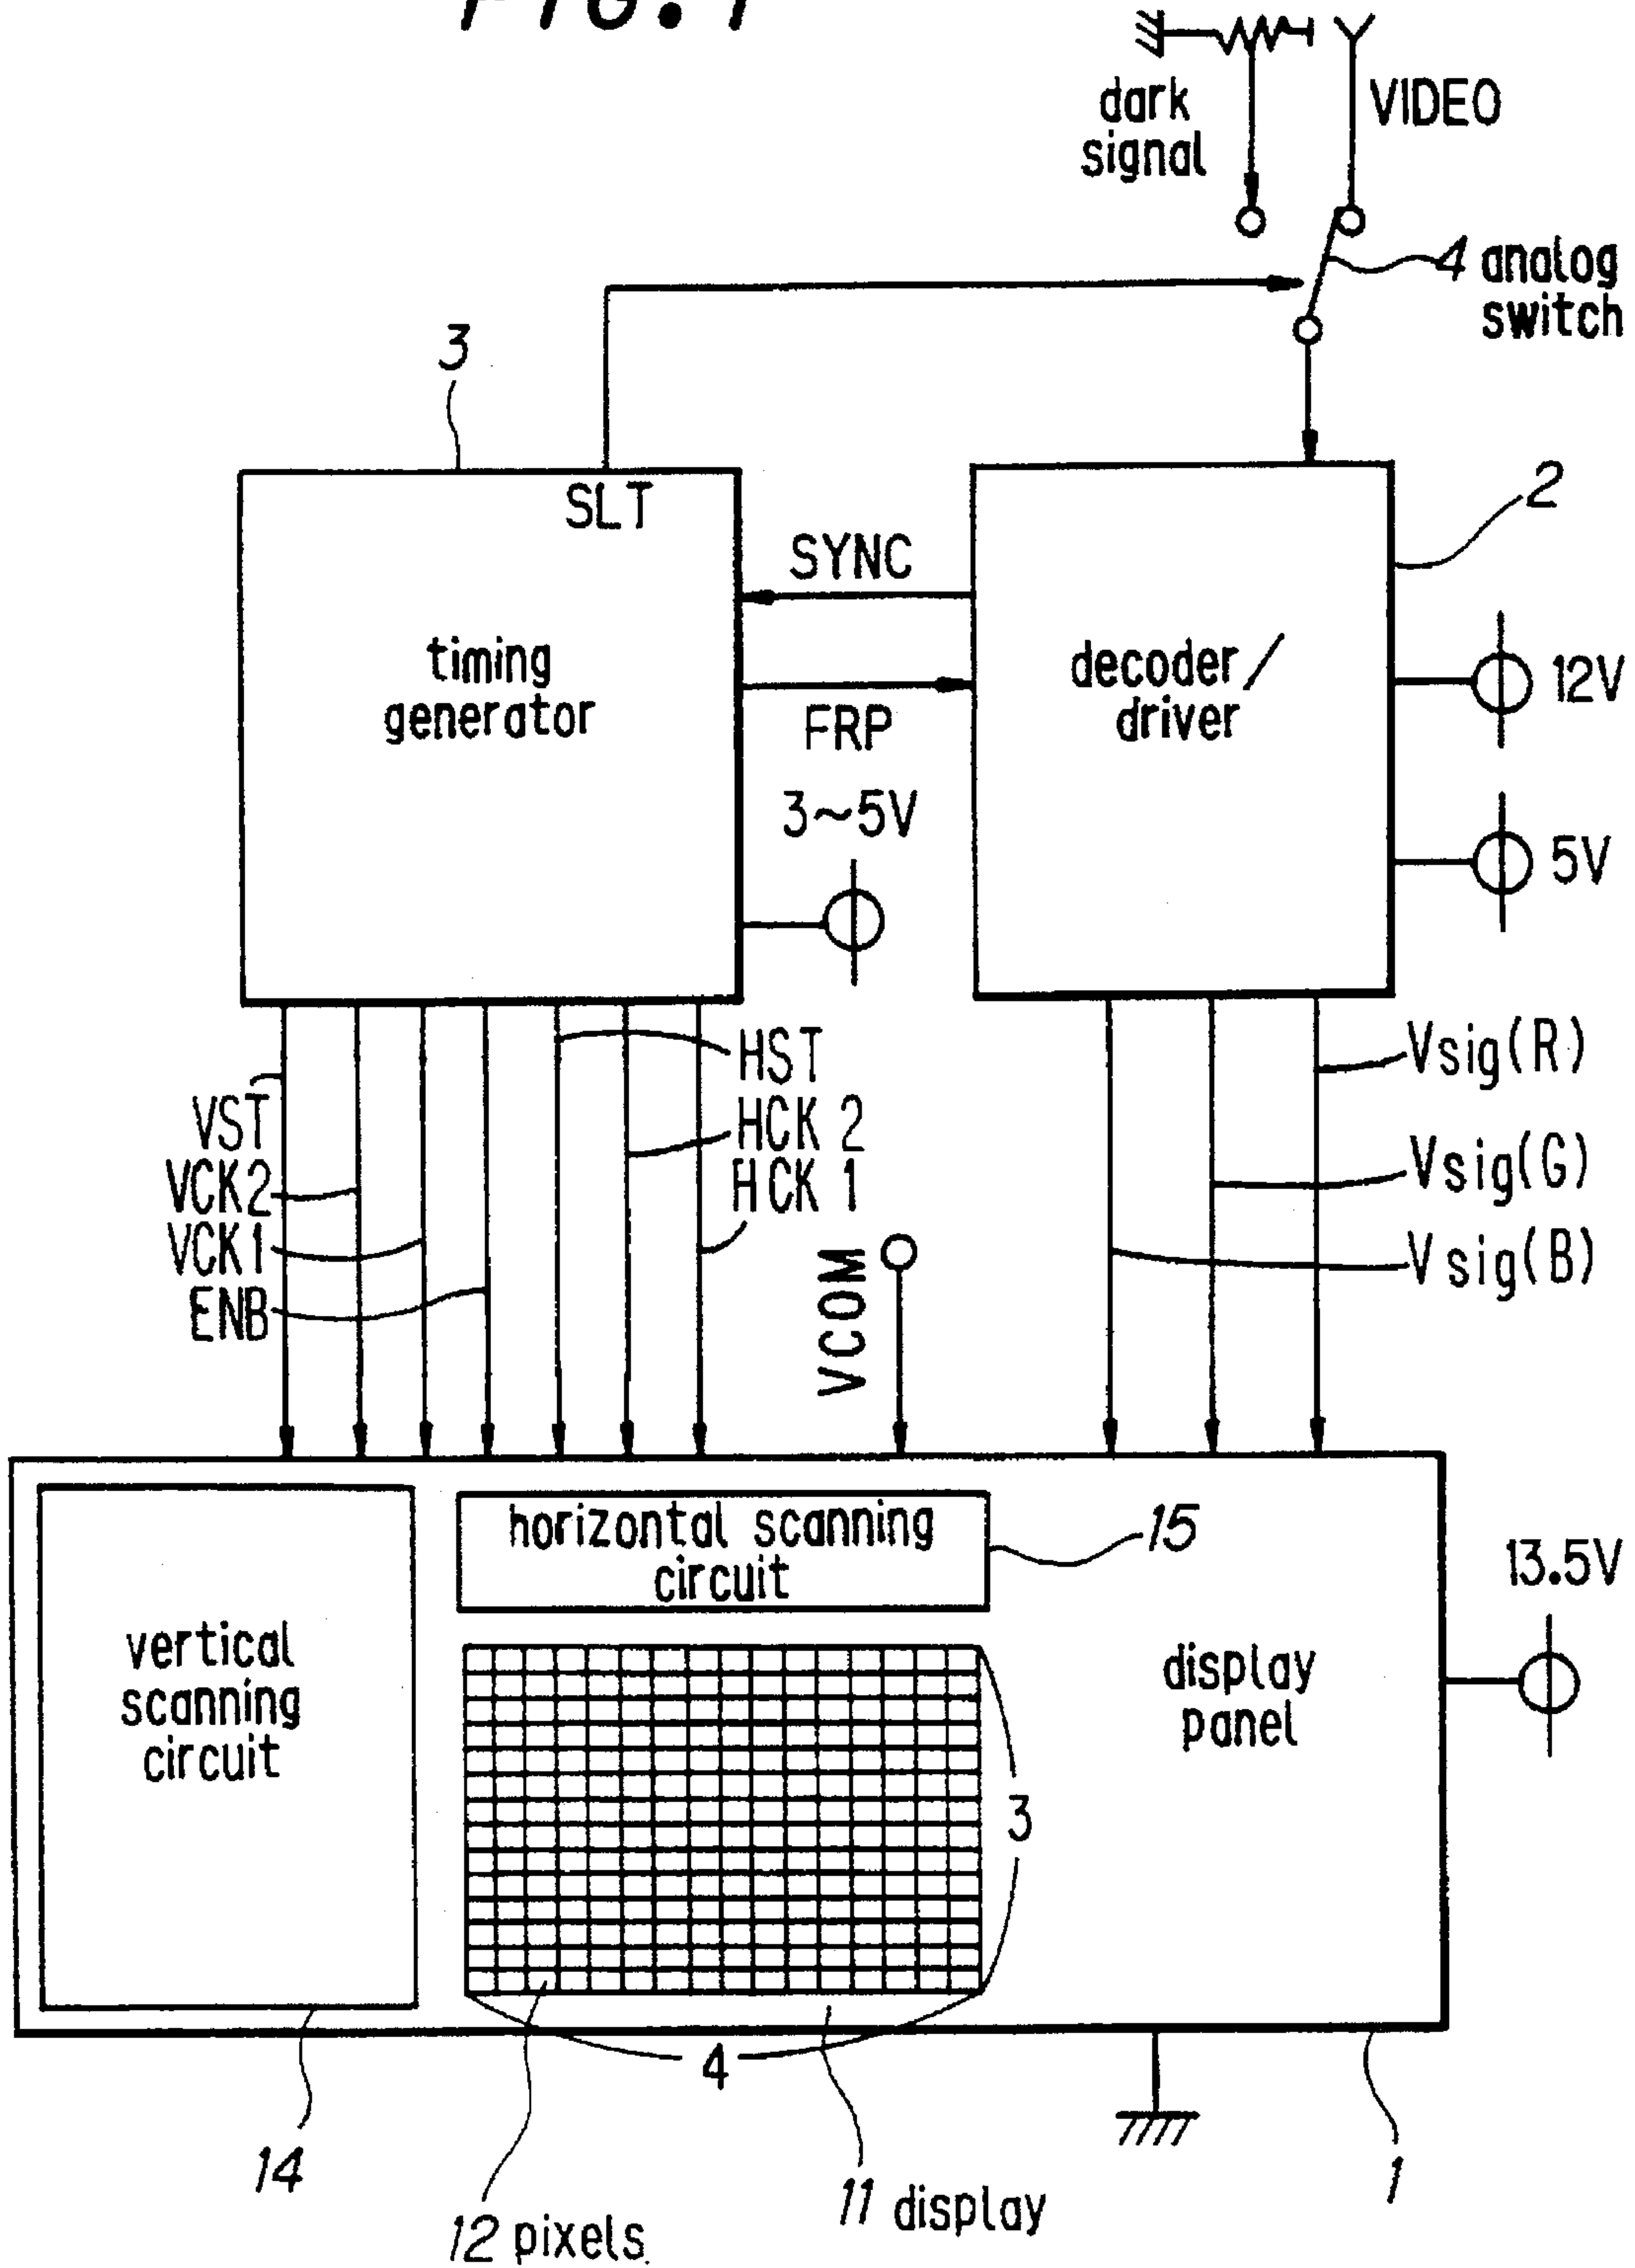 FIG. 1
dark
signal
VIDEO
4 analog
switch
3
SLT
2
SYNC
timing
generator
decoder/
driver
12V
FRP
3~5V
5V
HST
Vsig(R)
VST
HCK 2
VCK2
HCK 1
Vsig(G)
VCK1
VCOM
Vsig(B)
ENB
horizontal scanning
circuit
15
13.5V
vertical
scanning
circuit
display
panel
3
4
14
1
12 pixels
11 display